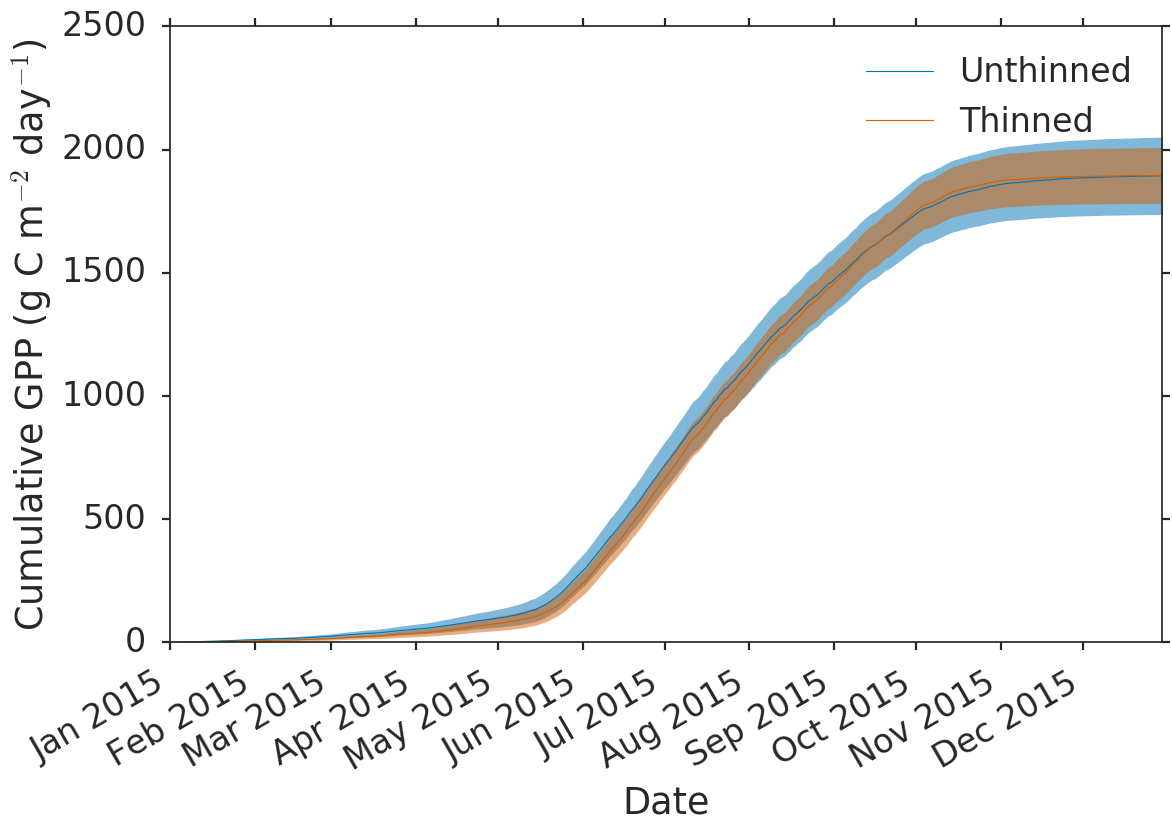 Cumulative GPP (g C m⁻² day⁻¹)
2500
2000
1500
1000
500
0
Unthinned
Thinned
Jan 2015
Feb 2015
Mar 2015
Apr 2015
May 2015
Jun 2015
Jul 2015
Aug 2015
Sep 2015
Oct 2015
Nov 2015
Dec 2015
Date